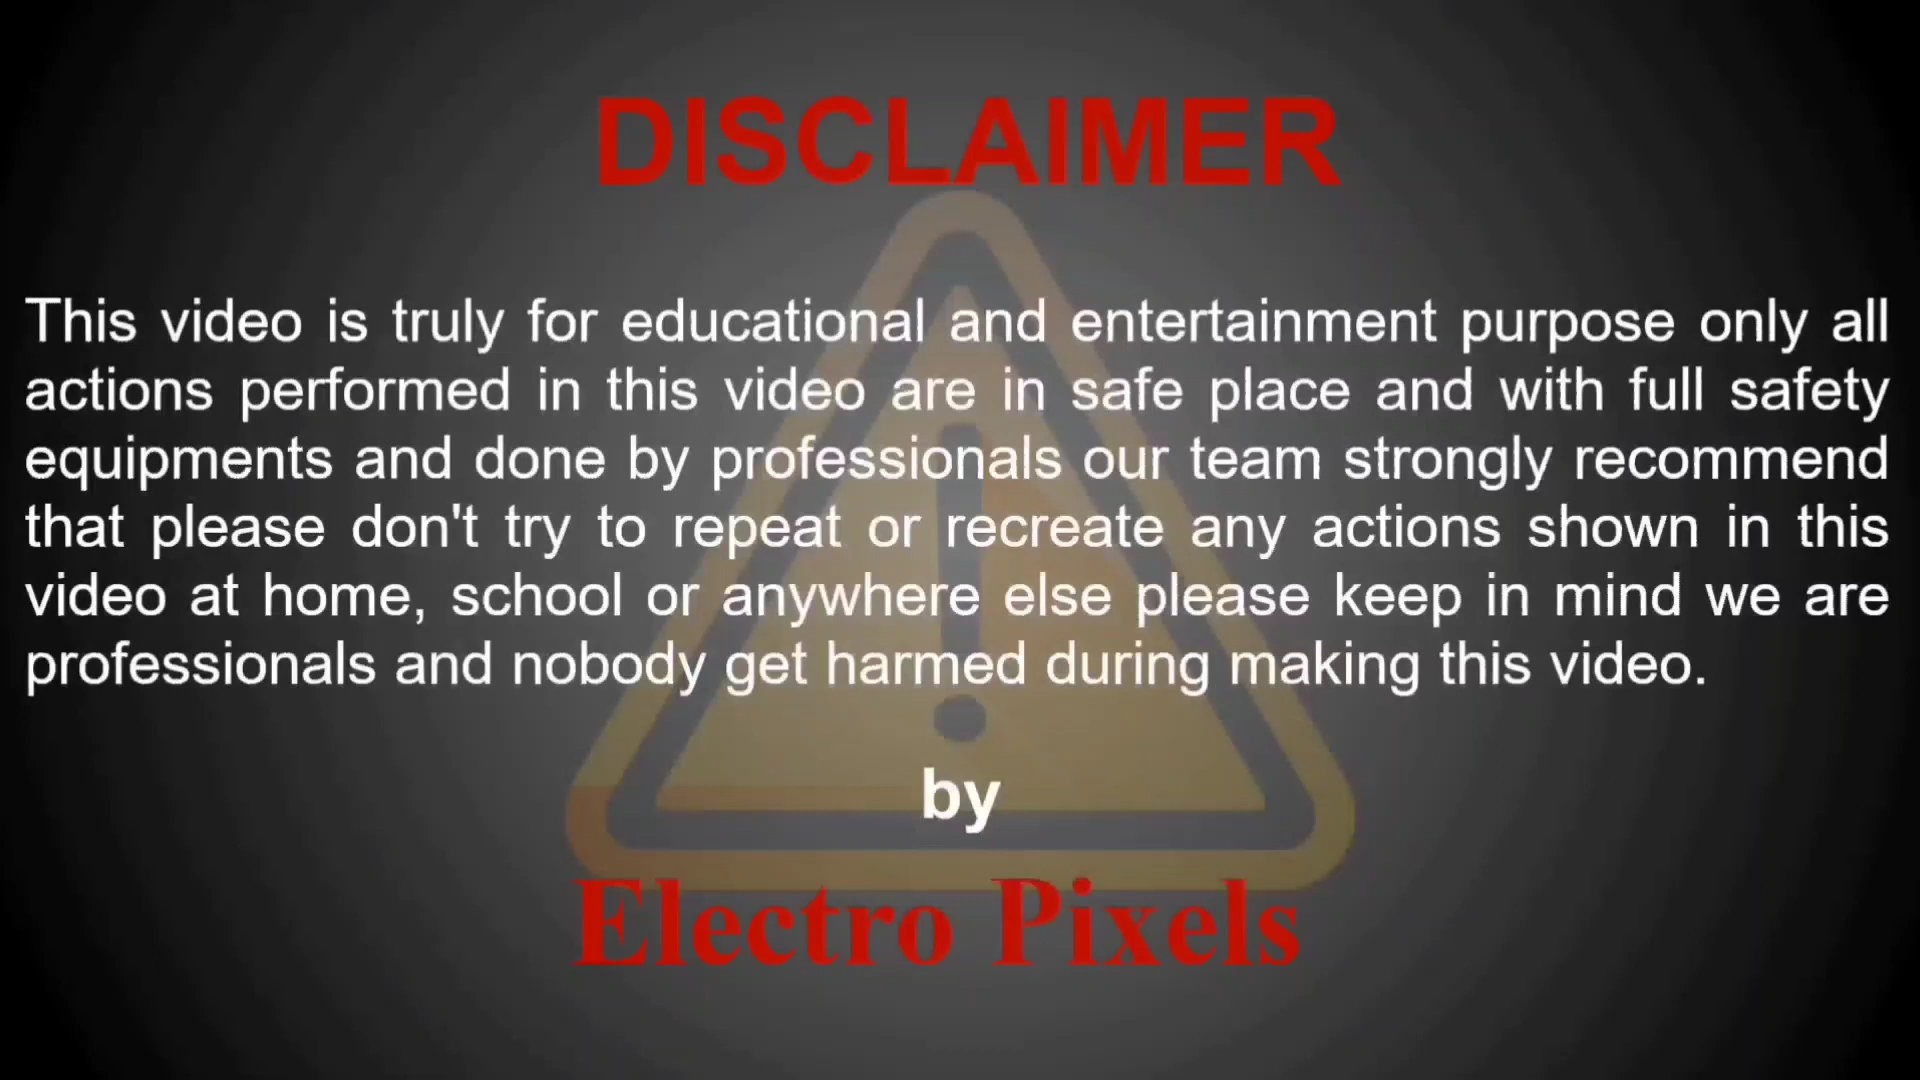 DISCLAIMER
This video is truly for educational and entertainment purpose only all
actions performed in this video are in safe place and with full safety
equipments and done by professionals our team strongly recommend
that please don't try to repeat or recreate any actions shown in this
video at home, school or anywhere else please keep in mind we are
professionals and nobody get harmed during making this video.
by
Electro Pixels